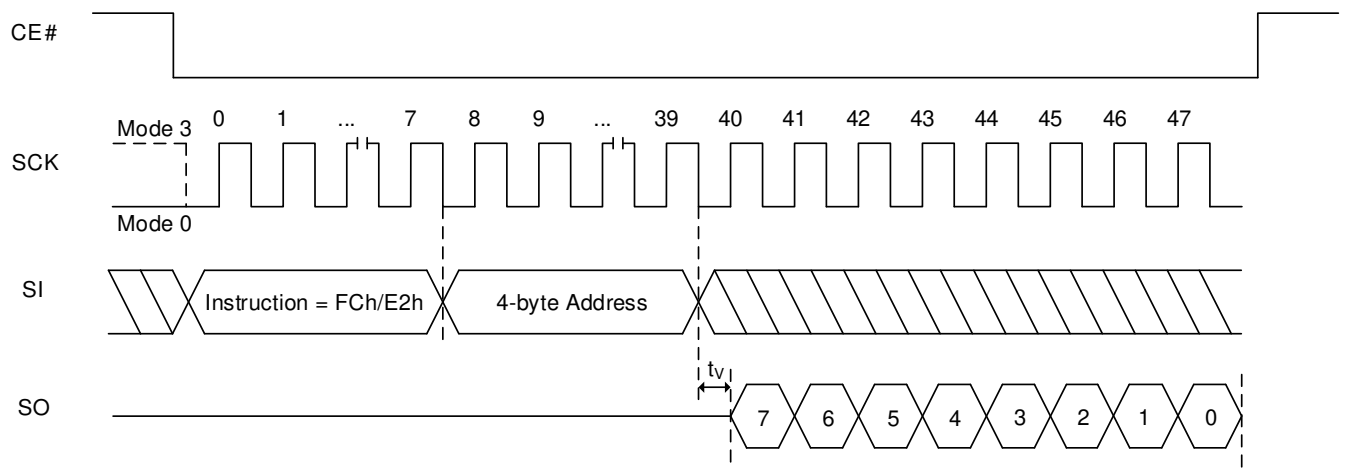 CE#
Mode 3
0 1 ... 7 8 9 ... 39 40 41 42 43 44 45 46 47
SCK
Mode 0
SI
Instruction = FCh/E2h
4-byte Address
tV
SO
7 6 5 4 3 2 1 0